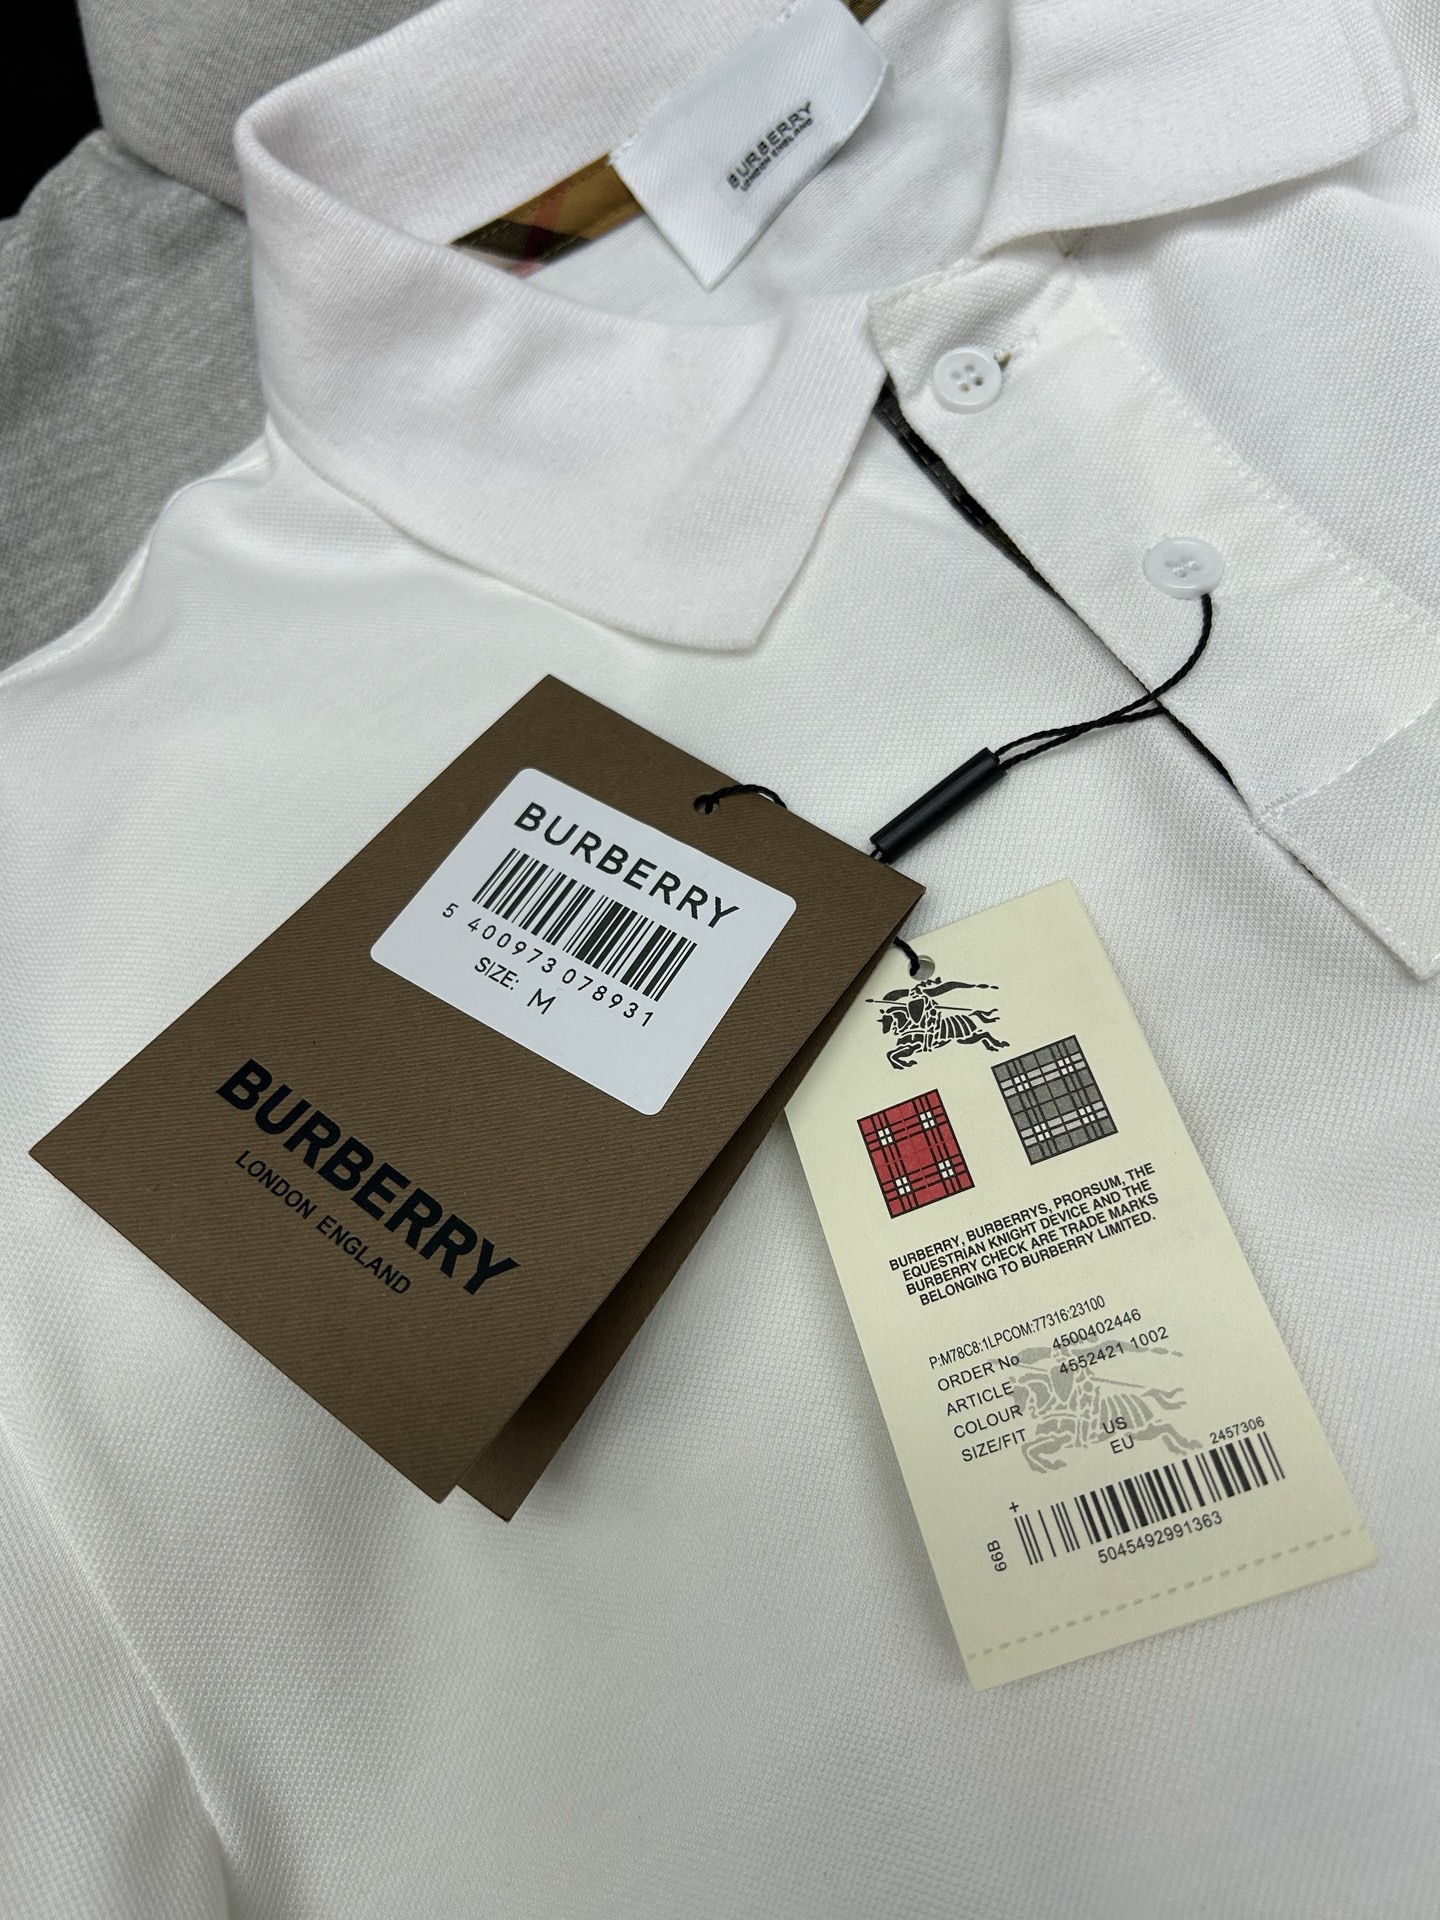 BURBERRY
LONDON ENGLAND
BURBERRY
5 400973 078931
SIZE: M
BURBERRY
LONDON ENGLAND
BURBERRY, BURBERRYS, PRORSUM, THE
EQUESTRIAN KNIGHT DEVICE AND THE
BURBERRY CHECK ARE TRADE MARKS
BELONGING TO BURBERRY LIMITED.
P:M78C8:1LPCOM:77316:23100
ORDER No 4500402446
ARTICLE 4552421 1002
COLOUR
SIZE/FIT US
EU
2457306
+
66B
5045492991363